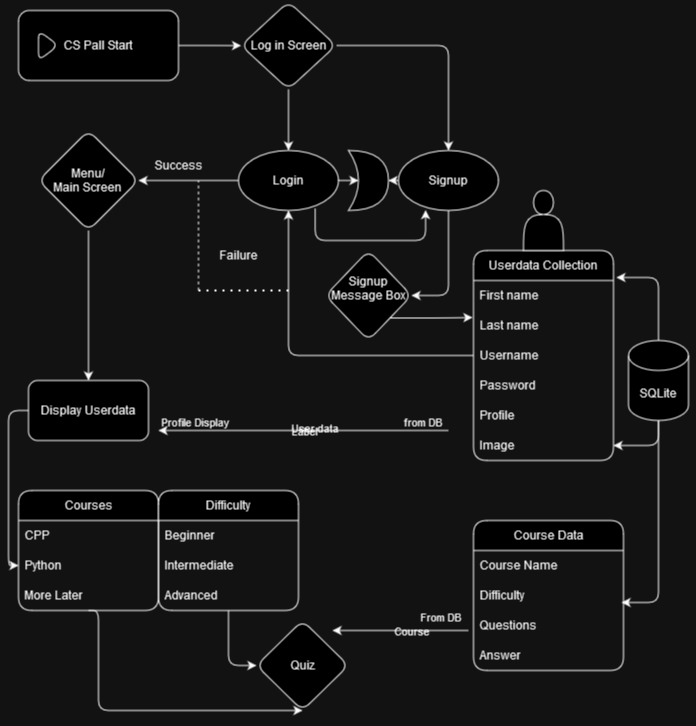 CS Pall Start
Log in Screen
Menu/
Main Screen
Success
Login
Signup
Failure
Signup
Message Box
Userdata Collection
First name
Last name
Username
Password
Profile
Image
SQLite
Display Userdata
Profile Display
Userdata
Label
from DB
Courses
CPP
Python
More Later
Difficulty
Beginner
Intermediate
Advanced
Course Data
Course Name
Difficulty
Questions
Answer
From DB
Course
Quiz